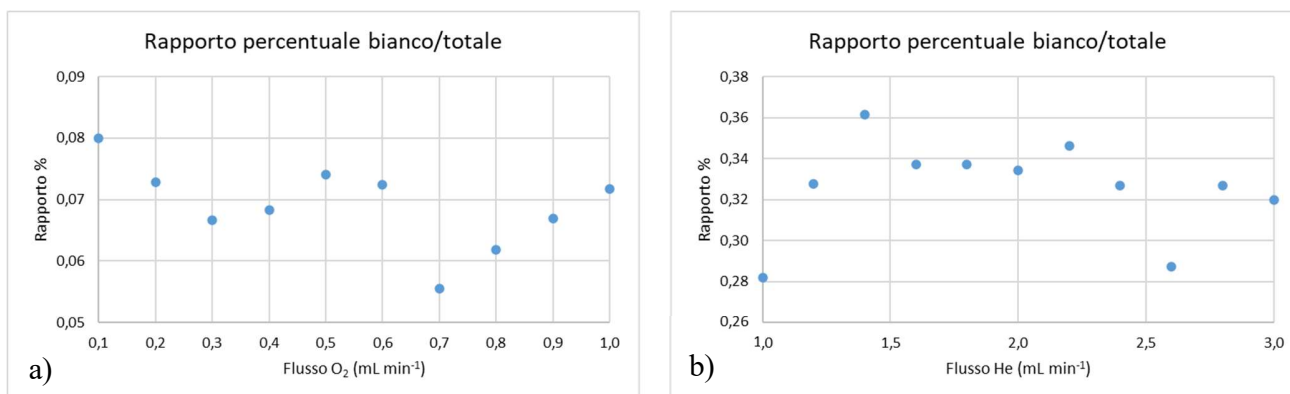 Rapporto percentuale bianco/totale
0,09
0,08
0,07
0,06
0,05
Rapporto %
0,1 0,2 0,3 0,4 0,5 0,6 0,7 0,8 0,9 1,0
Flusso O₂ (mL min⁻¹)
a)
Rapporto percentuale bianco/totale
0,38
0,36
0,34
0,32
0,30
0,28
0,26
Rapporto %
1,0 1,5 2,0 2,5 3,0
Flusso He (mL min⁻¹)
b)